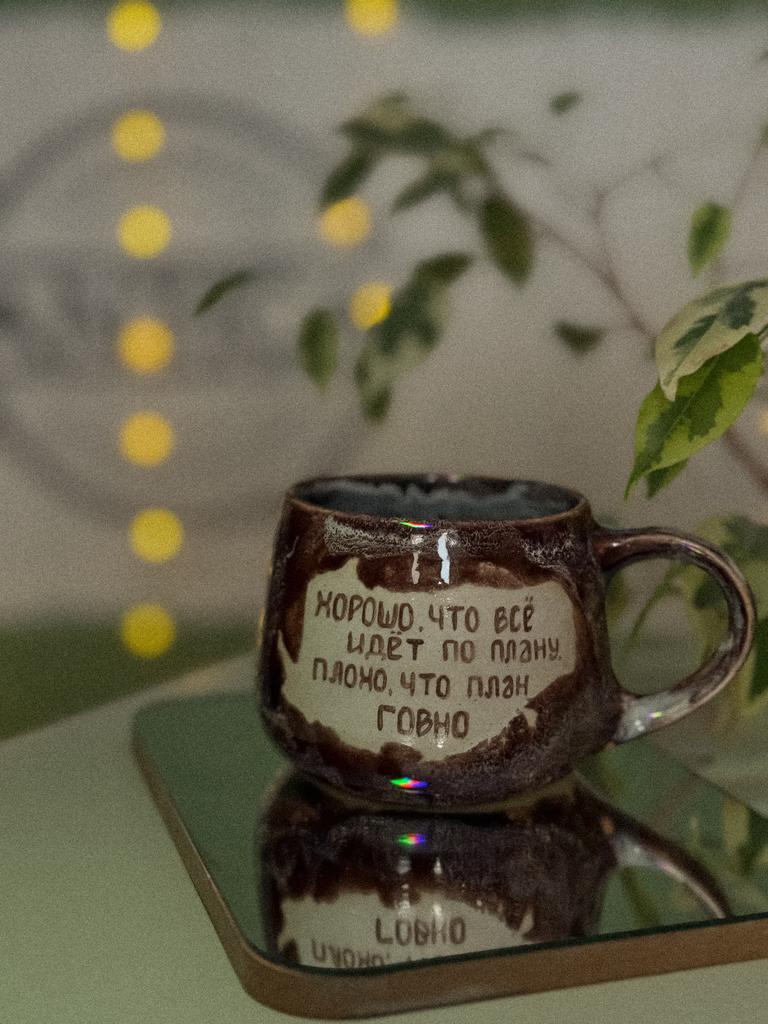 ХОРОШО, ЧТО ВСЁ
ИДЁТ ПО ПЛАНУ.
ПЛОХО, ЧТО ПЛАН
ГОВНО